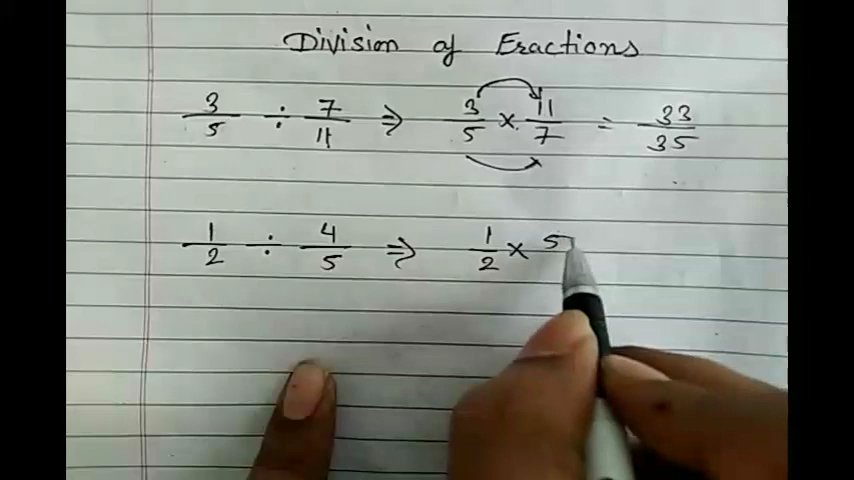 Division of Fractions
3/5 ÷ 7/11 ⇒ 3/5 × 11/7 = 33/35
1/2 ÷ 4/5 ⇒ 1/2 × 5